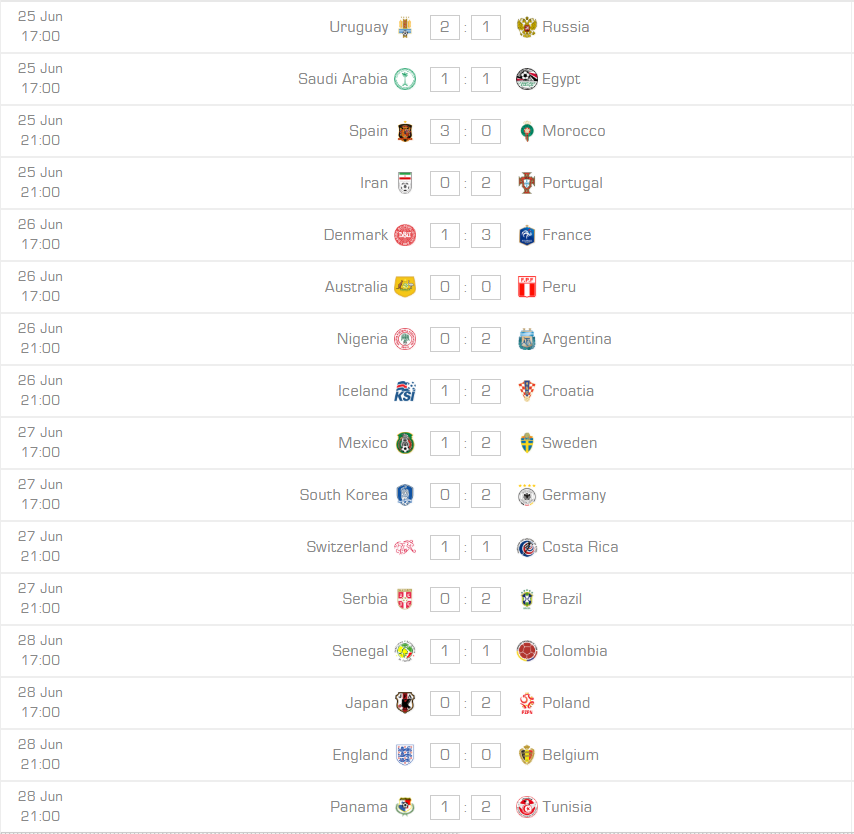 25 Jun
17:00
Uruguay 2 : 1 Russia
25 Jun
17:00
Saudi Arabia 1 : 1 Egypt
25 Jun
21:00
Spain 3 : 0 Morocco
25 Jun
21:00
Iran 0 : 2 Portugal
26 Jun
17:00
Denmark 1 : 3 France
26 Jun
17:00
Australia 0 : 0 Peru
26 Jun
21:00
Nigeria 0 : 2 Argentina
26 Jun
21:00
Iceland KSÍ 1 : 2 Croatia
27 Jun
17:00
Mexico 1 : 2 Sweden
27 Jun
17:00
South Korea 0 : 2 Germany
27 Jun
21:00
Switzerland 1 : 1 Costa Rica
27 Jun
21:00
Serbia 0 : 2 Brazil
28 Jun
17:00
Senegal 1 : 1 Colombia
28 Jun
17:00
Japan 0 : 2 Poland
28 Jun
21:00
England 0 : 0 Belgium
28 Jun
21:00
Panama 1 : 2 Tunisia